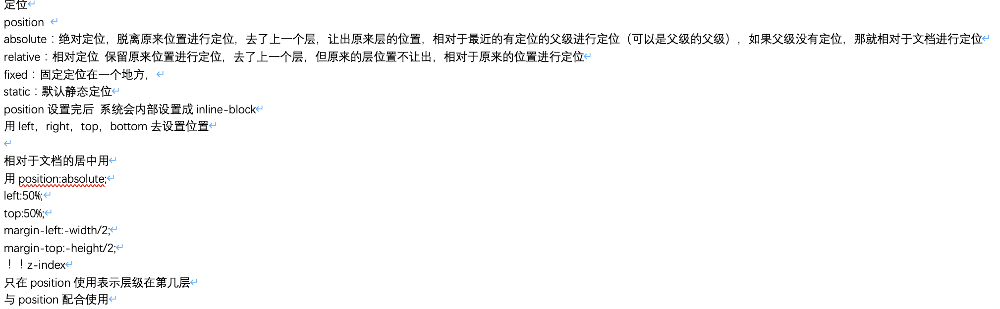 定位
position
absolute：绝对定位，脱离原来位置进行定位，去了上一个层，让出原来层的位置，相对于最近的有定位的父级进行定位（可以是父级的父级），如果父级没有定位，那就相对于文档进行定位
relative：相对定位 保留原来位置进行定位，去了上一个层，但原来的层位置不让出，相对于原来的位置进行定位
fixed：固定定位在一个地方，
static：默认静态定位
position 设置完后 系统会内部设置成 inline-block
用 left，right，top，bottom 去设置位置
相对于文档的居中用
用 position:absolute;
left:50%;
top:50%;
margin-left:-width/2;
margin-top:-height/2;
！！z-index
只在 position 使用表示层级在第几层
与 position 配合使用